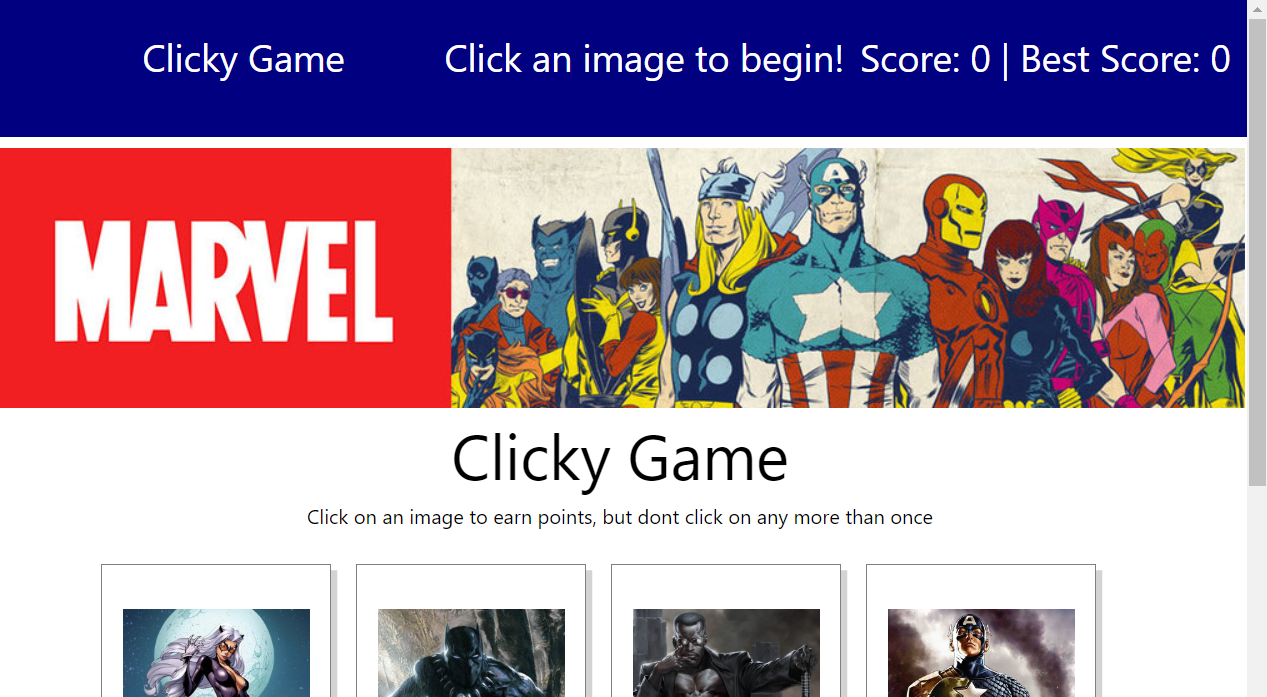 Clicky Game
Click an image to begin!
Score: 0 | Best Score: 0
MARVEL
Clicky Game
Click on an image to earn points, but dont click on any more than once